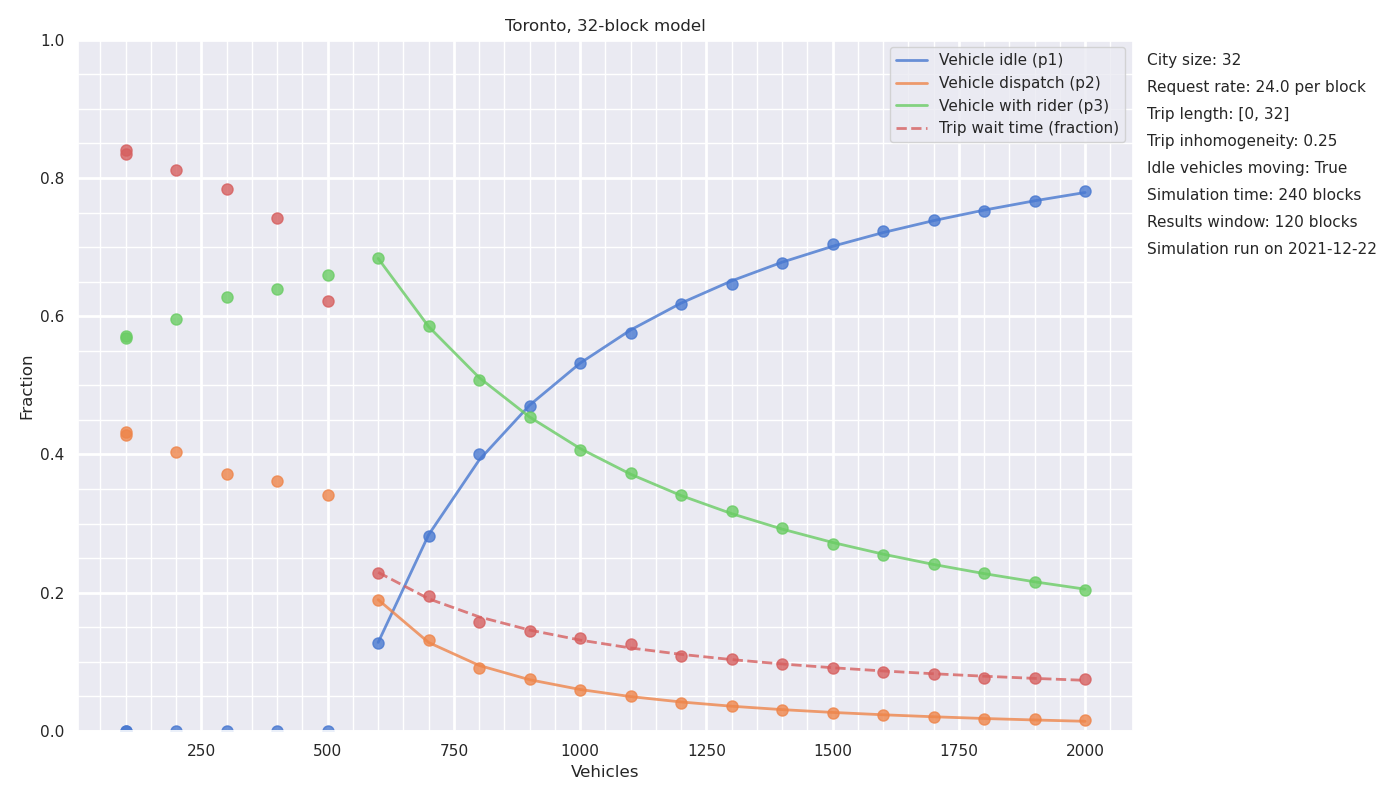 Toronto, 32-block model
1.0
0.8
0.6
0.4
0.2
0.0
Fraction
250
500
750
1000
1250
1500
1750
2000
Vehicles
Vehicle idle (p1)
Vehicle dispatch (p2)
Vehicle with rider (p3)
Trip wait time (fraction)
City size: 32
Request rate: 24.0 per block
Trip length: [0, 32]
Trip inhomogeneity: 0.25
Idle vehicles moving: True
Simulation time: 240 blocks
Results window: 120 blocks
Simulation run on 2021-12-22